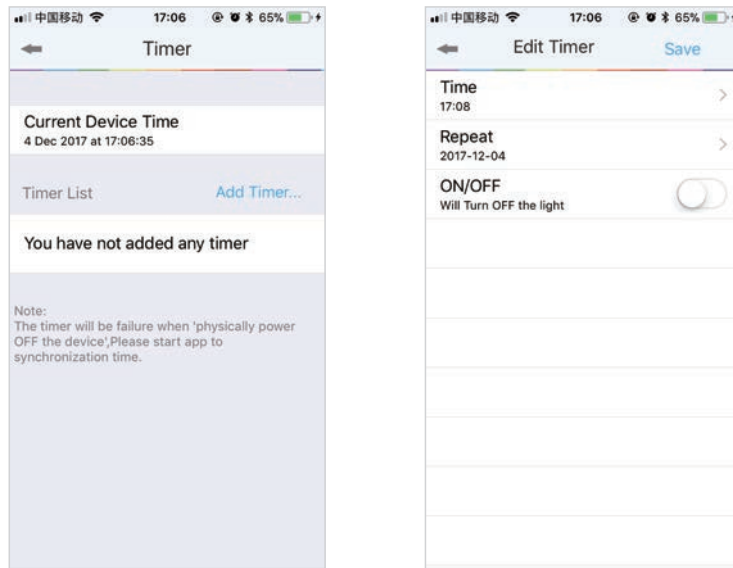 中国移动 17:06 65%
Timer
Current Device Time
4 Dec 2017 at 17:06:35
Timer List Add Timer...
You have not added any timer
Note:
The timer will be failure when 'physically power
OFF the device',Please start app to
synchronization time.
中国移动 17:06 65%
Edit Timer Save
Time
17:08
Repeat
2017-12-04
ON/OFF
Will Turn OFF the light